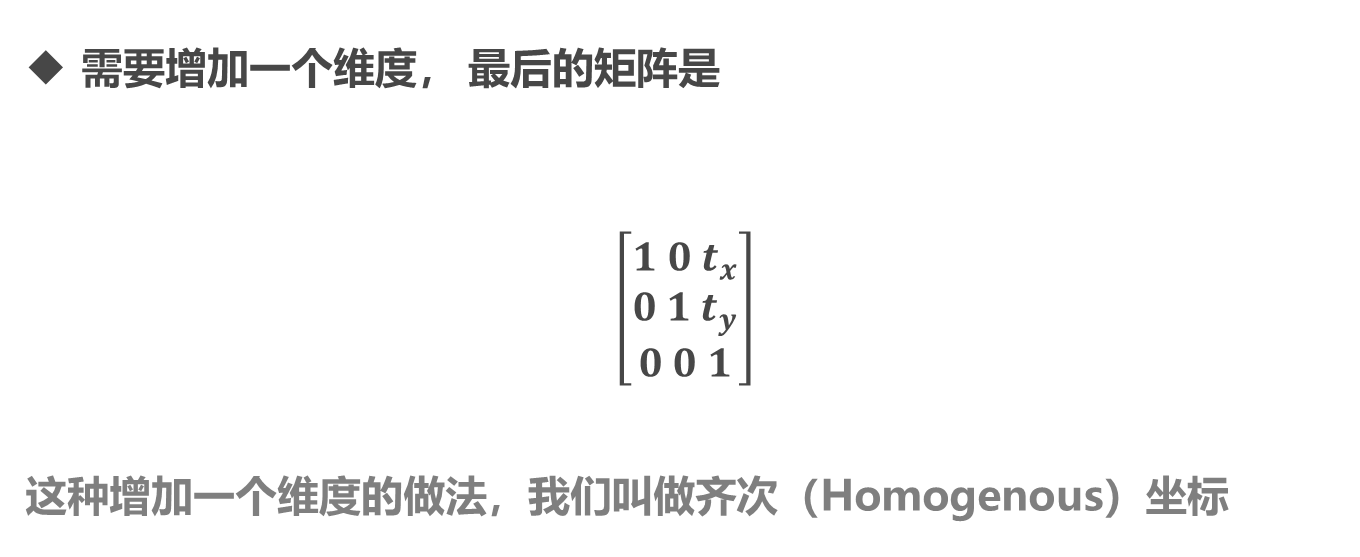 ◆ 需要增加一个维度， 最后的矩阵是
1 0 tₓ
0 1 t_y
0 0 1
这种增加一个维度的做法，我们叫做齐次（Homogenous）坐标